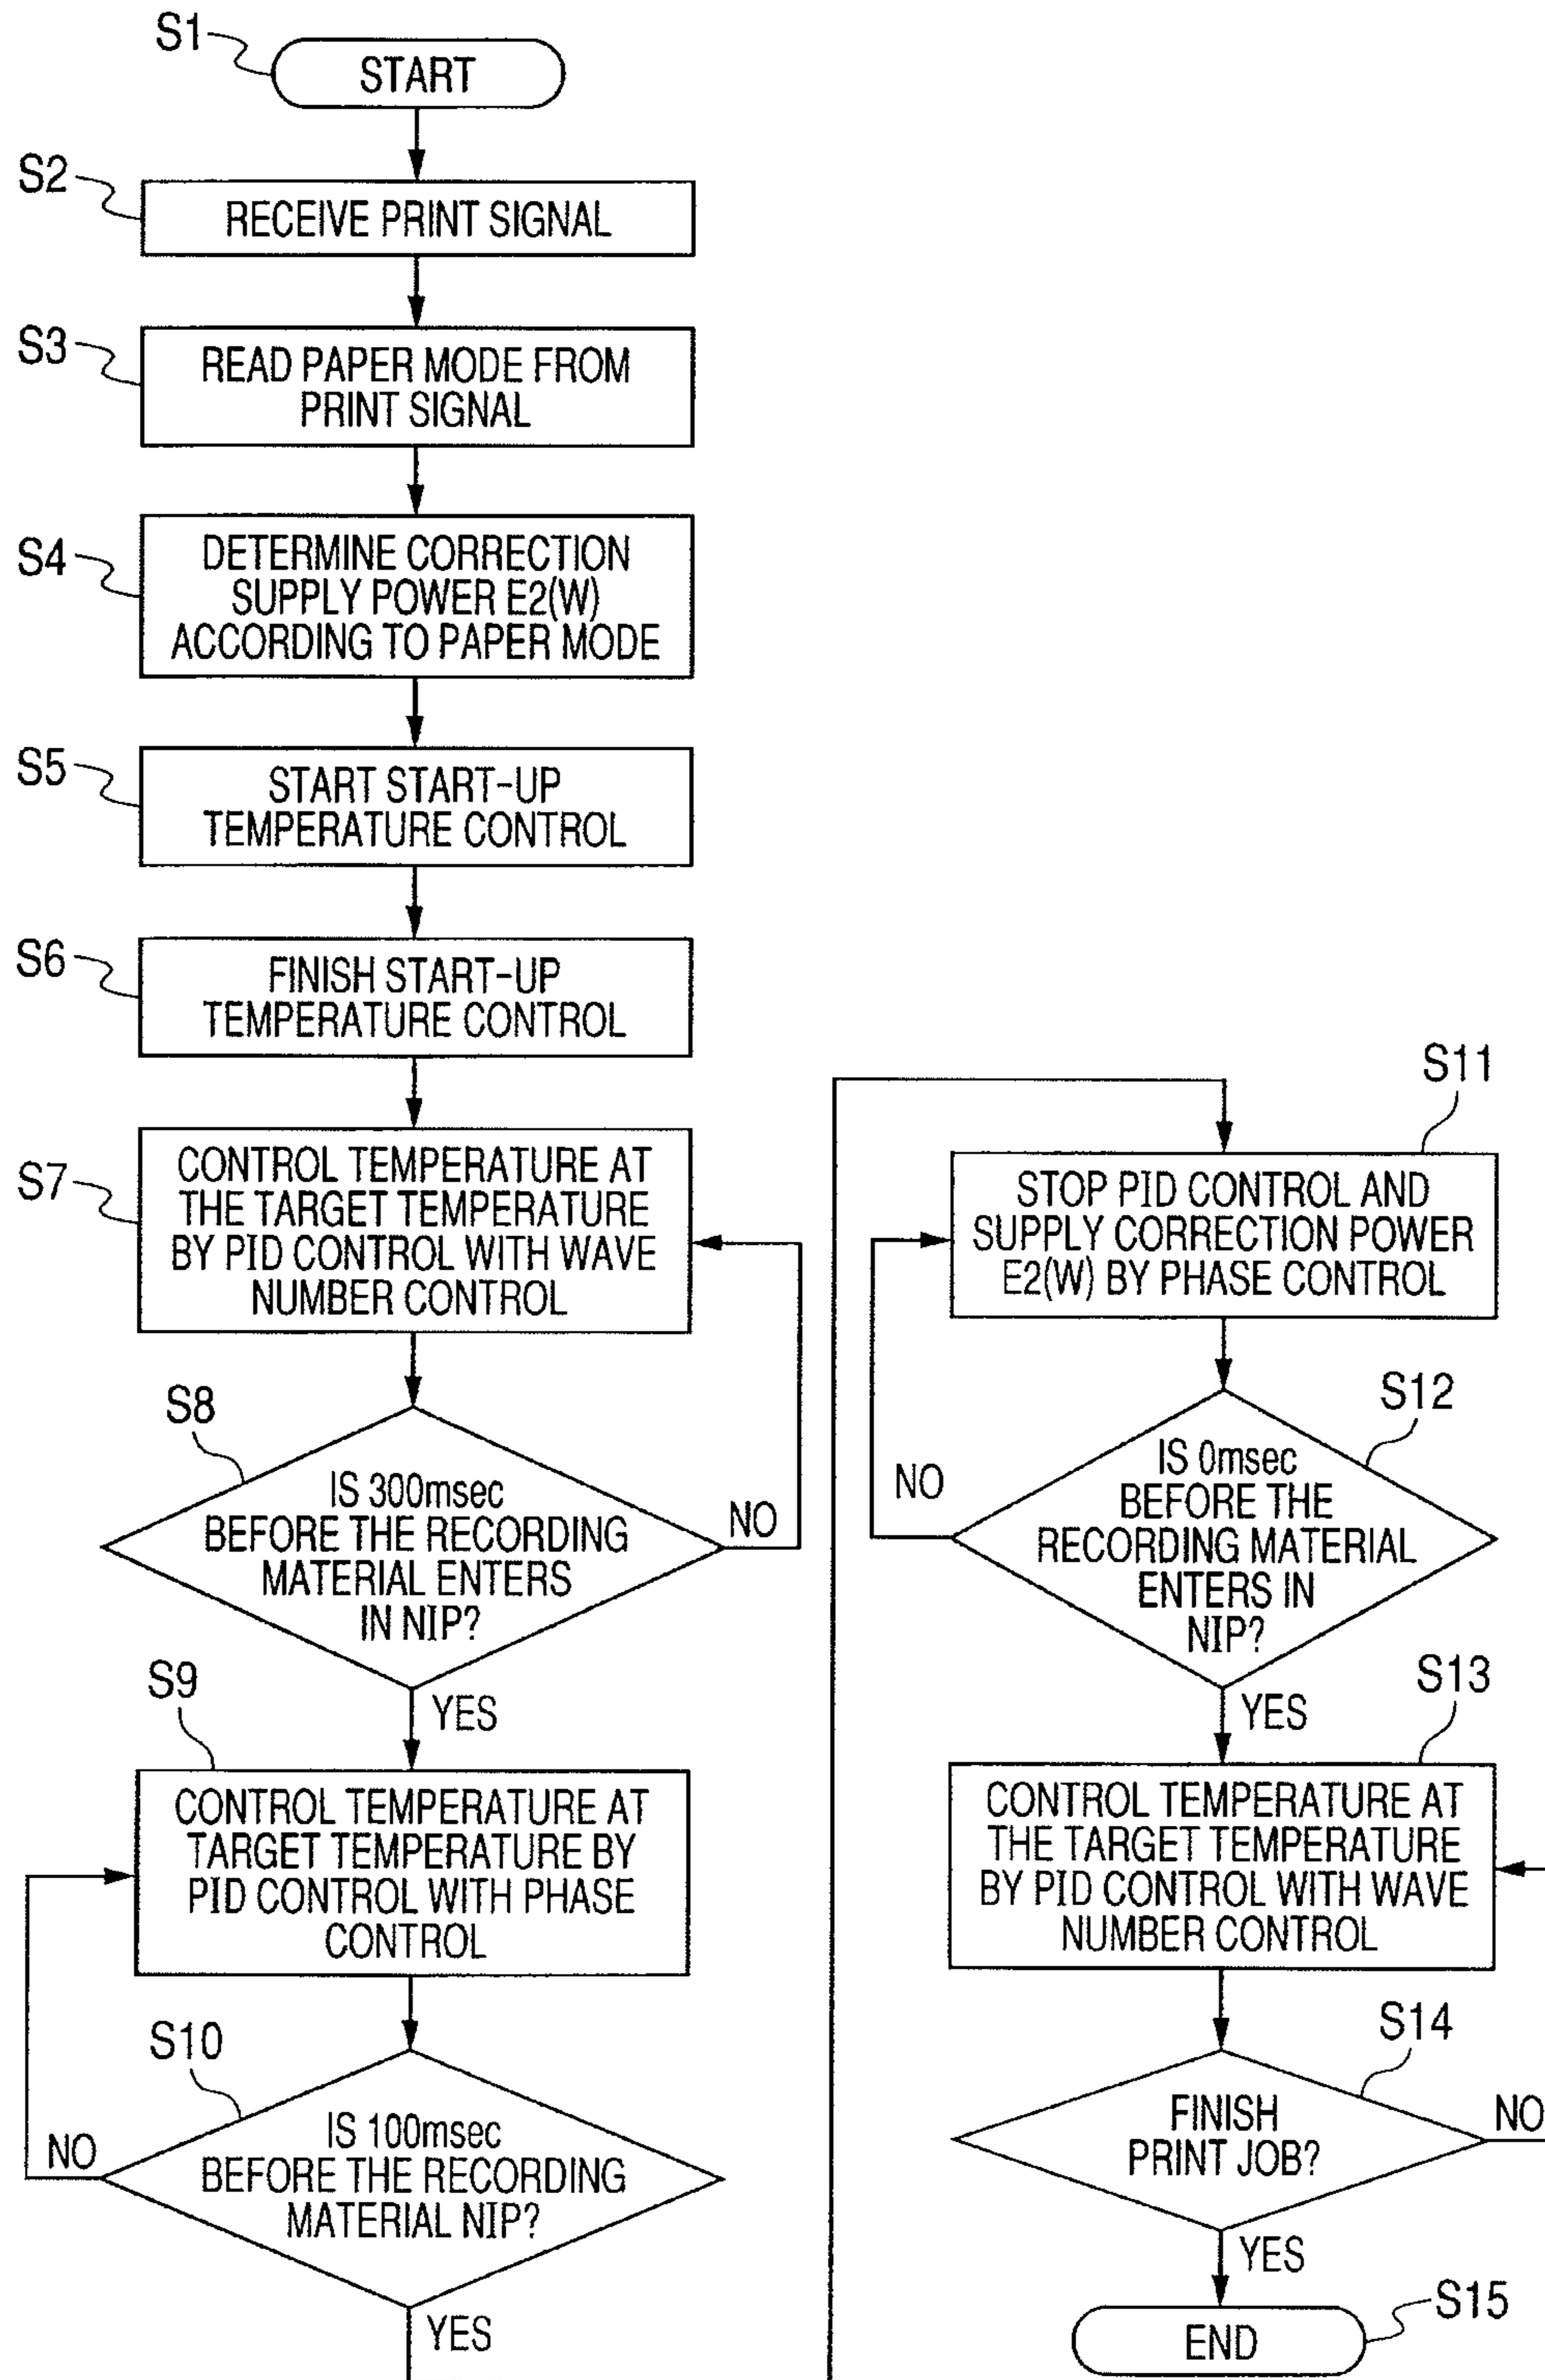 S1
START
S2
RECEIVE PRINT SIGNAL
S3
READ PAPER MODE FROM
PRINT SIGNAL
S4
DETERMINE CORRECTION
SUPPLY POWER E2(W)
ACCORDING TO PAPER MODE
S5
START START-UP
TEMPERATURE CONTROL
S6
FINISH START-UP
TEMPERATURE CONTROL
S7
CONTROL TEMPERATURE AT
THE TARGET TEMPERATURE
BY PID CONTROL WITH WAVE
NUMBER CONTROL
S8
IS 300msec
BEFORE THE RECORDING
MATERIAL ENTERS
IN NIP?
NO
YES
S9
CONTROL TEMPERATURE AT
TARGET TEMPERATURE BY
PID CONTROL WITH PHASE
CONTROL
S10
IS 100msec
BEFORE THE RECORDING
MATERIAL NIP?
NO
YES
S11
STOP PID CONTROL AND
SUPPLY CORRECTION POWER
E2(W) BY PHASE CONTROL
S12
IS 0msec
BEFORE THE
RECORDING MATERIAL
ENTERS IN
NIP?
NO
YES
S13
CONTROL TEMPERATURE AT
THE TARGET TEMPERATURE
BY PID CONTROL WITH WAVE
NUMBER CONTROL
S14
FINISH
PRINT JOB?
NO
YES
S15
END